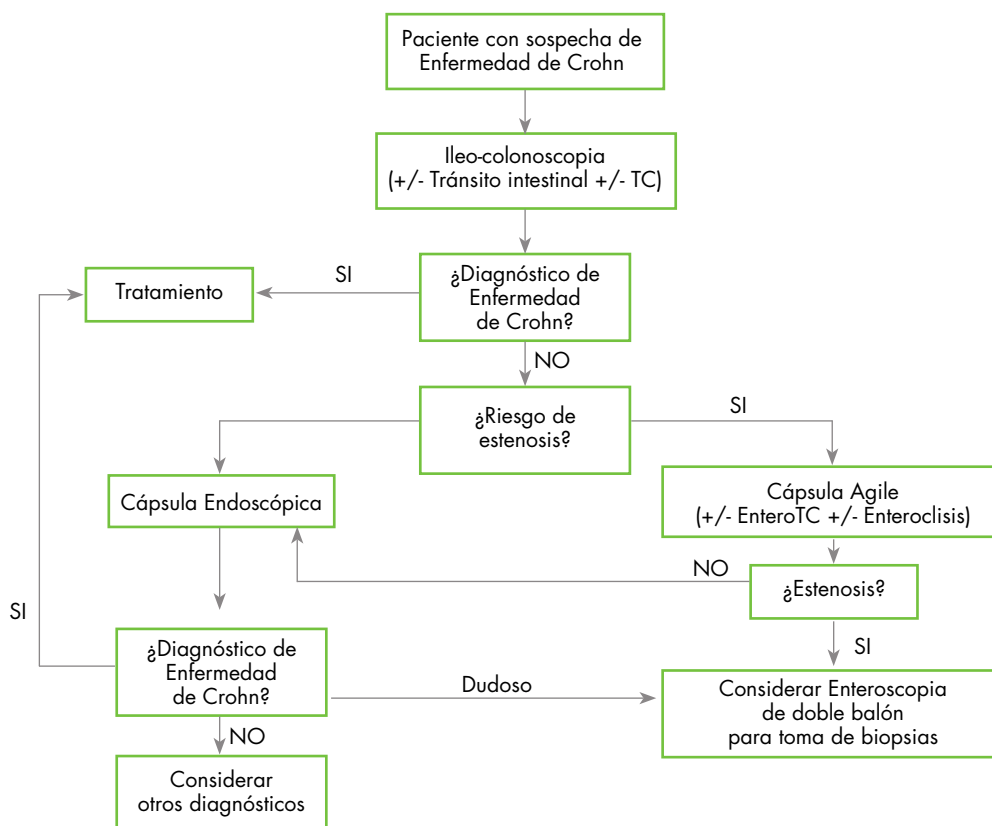 Paciente con sospecha de
Enfermedad de Crohn
Ileo-colonoscopia
(+/- Tránsito intestinal +/- TC)
SI
Tratamiento
¿Diagnóstico de
Enfermedad
de Crohn?
NO
¿Riesgo de
estenosis?
SI
Cápsula Endoscópica
Cápsula Agile
(+/- EnteroTC +/- Enteroclisis)
NO
¿Estenosis?
SI
SI
¿Diagnóstico de
Enfermedad
de Crohn?
Dudoso
Considerar Enteroscopia
de doble balón
para toma de biopsias
NO
Considerar
otros diagnósticos